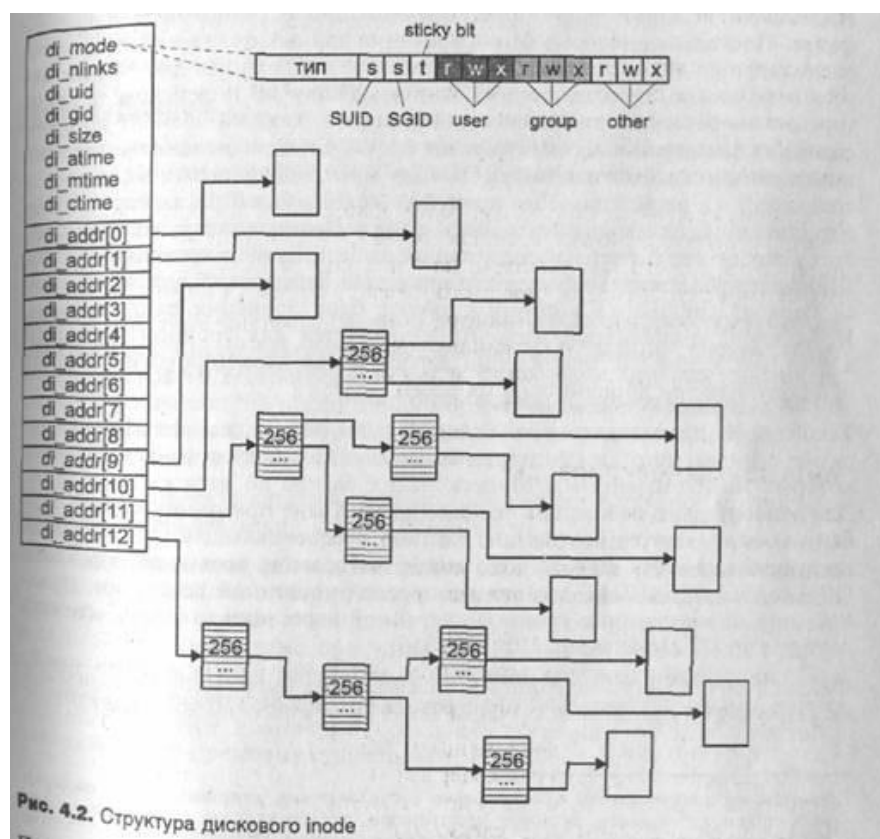 sticky bit
di_mode
ТИП s s t r w x r w x r w x
di_nlinks
SUID SGID user group other
di_uid
di_gid
di_size
di_atime
di_mtime
di_ctime
di_addr[0]
di_addr[1]
di_addr[2]
di_addr[3]
di_addr[4]
di_addr[5]
di_addr[6]
di_addr[7]
di_addr[8]
di_addr[9]
di_addr[10]
di_addr[11]
di_addr[12]
256
...
256
...
256
...
256
...
256
...
256
...
256
...
256
...
Рис. 4.2. Структура дискового inode